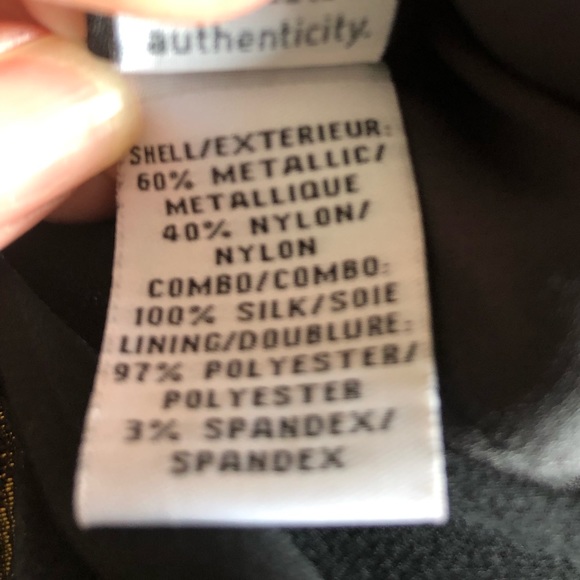 authenticity.
SHELL/EXTERIEUR:
60% METALLIC/
METALLIQUE
40% NYLON/
NYLON
COMBO/COMBO:
100% SILK/SOIE
LINING/DOUBLURE:
97% POLYESTER/
POLYESTER
3% SPANDEX/
SPANDEX